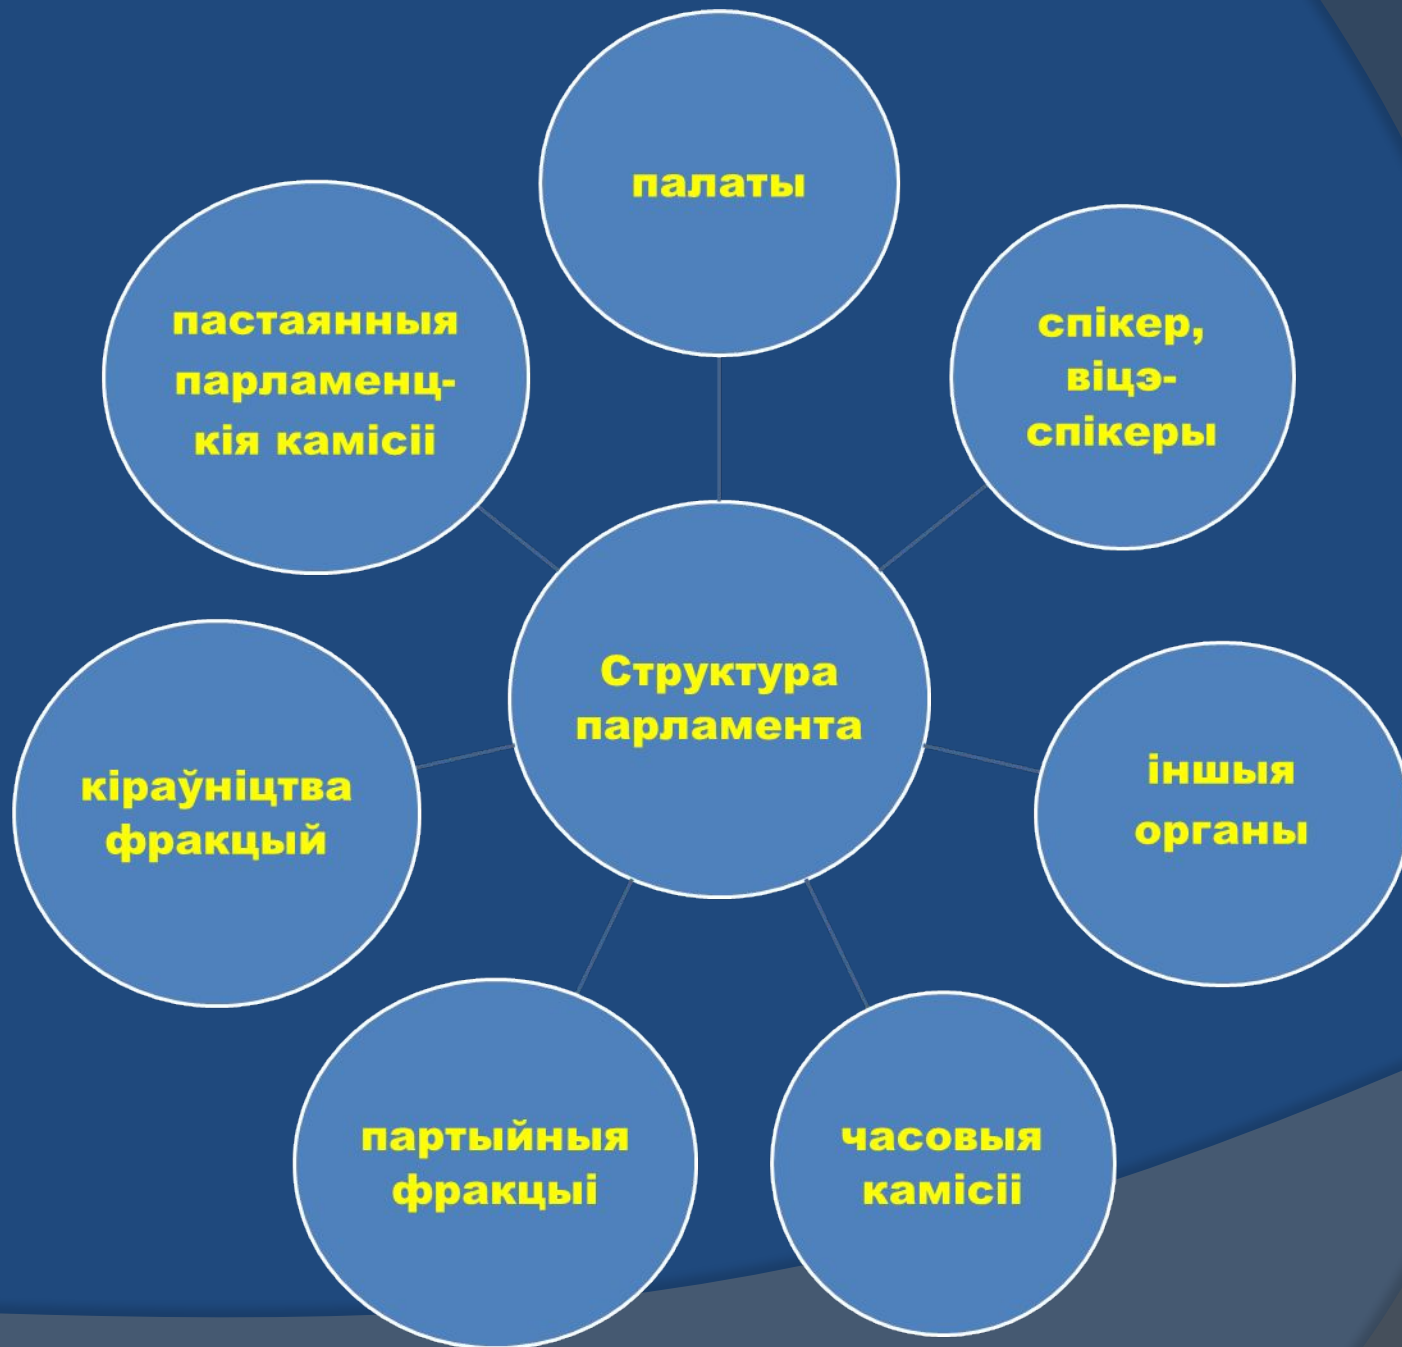 палаты
спікер,
віцэ-
спікеры
пастаянныя
парламенц-
кія камісіі
Структура
парламента
іншыя
органы
кіраўніцтва
фракцый
партыйныя
фракцыі
часовыя
камісіі